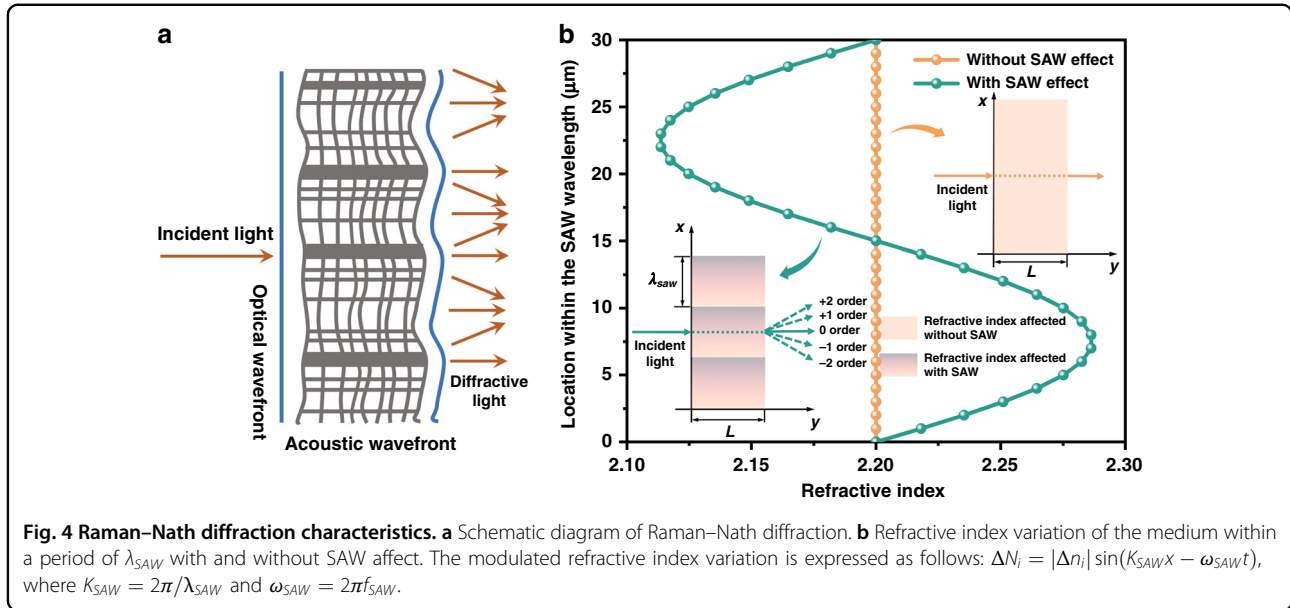 a
Incident light
Optical wavefront
Acoustic wavefront
Diffractive
light
b
Location within the SAW wavelength (μm)
30
25
20
15
10
5
0
2.10 2.15 2.20 2.25 2.30
Refractive index
Without SAW effect
With SAW effect
x
Incident
light
L
y
x
λsaw
Incident
light
+2 order
+1 order
0 order
−1 order
−2 order
L
y
Refractive index affected
without SAW
Refractive index affected
with SAW
Fig. 4 Raman–Nath diffraction characteristics. a Schematic diagram of Raman–Nath diffraction. b Refractive index variation of the medium within
a period of λSAW with and without SAW affect. The modulated refractive index variation is expressed as follows: ΔNi = |Δni| sin(KSAWx − ωSAWt),
where KSAW = 2π/λSAW and ωSAW = 2πfSAW.